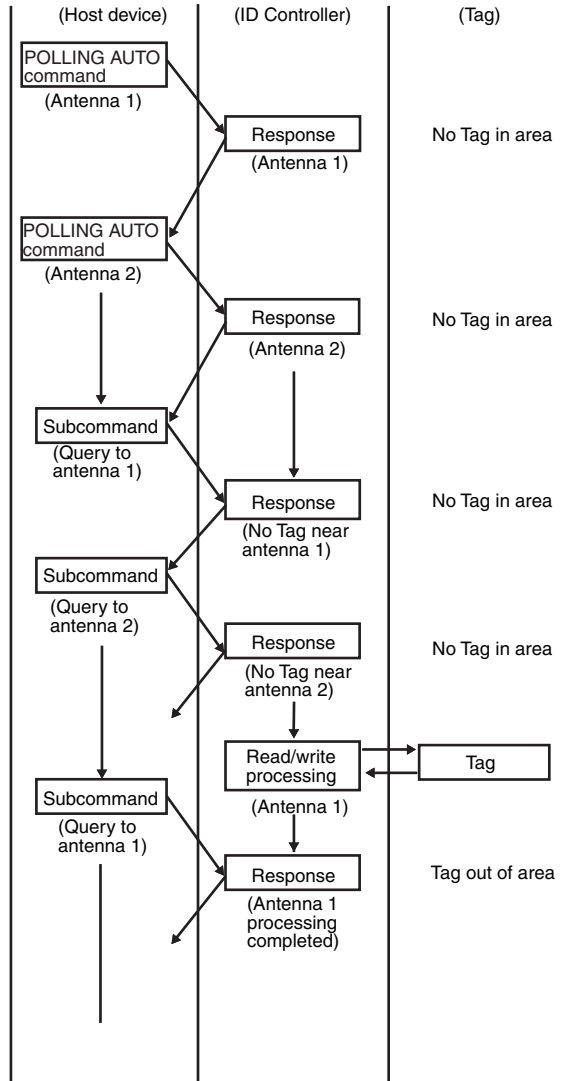 (Host device) (ID Controller) (Tag)
POLLING AUTO
command
(Antenna 1)
Response No Tag in area
(Antenna 1)
POLLING AUTO
command
(Antenna 2)
Response No Tag in area
(Antenna 2)
Subcommand
(Query to
antenna 1)
Response No Tag in area
(No Tag near
antenna 1)
Subcommand
(Query to
antenna 2)
Response No Tag in area
(No Tag near
antenna 2)
Read/write
processing
Tag
(Antenna 1)
Subcommand
(Query to
antenna 1)
Response Tag out of area
(Antenna 1
processing
completed)